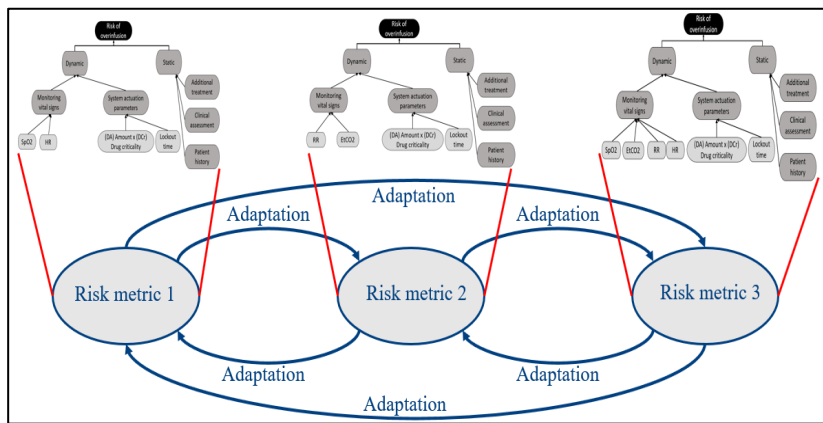 Risk of
overinfusion
Dynamic
Static
Monitoring
vital signs
System actuation
parameters
Additional
treatment
Clinical
assessment
Patient
history
SpO2
HR
(DA) Amount x (DCr)
Drug criticality
Lockout
time
Risk of
overinfusion
Dynamic
Static
Monitoring
vital signs
System actuation
parameters
Additional
treatment
Clinical
assessment
Patient
history
RR
EtCO2
(DA) Amount x (DCr)
Drug criticality
Lockout
time
Risk of
overinfusion
Dynamic
Static
Monitoring
vital signs
System actuation
parameters
Additional
treatment
Clinical
assessment
Patient
history
SpO2
EtCO2
RR
HR
(DA) Amount x (DCr)
Drug criticality
Lockout
time
Adaptation
Adaptation
Adaptation
Risk metric 1
Risk metric 2
Risk metric 3
Adaptation
Adaptation
Adaptation